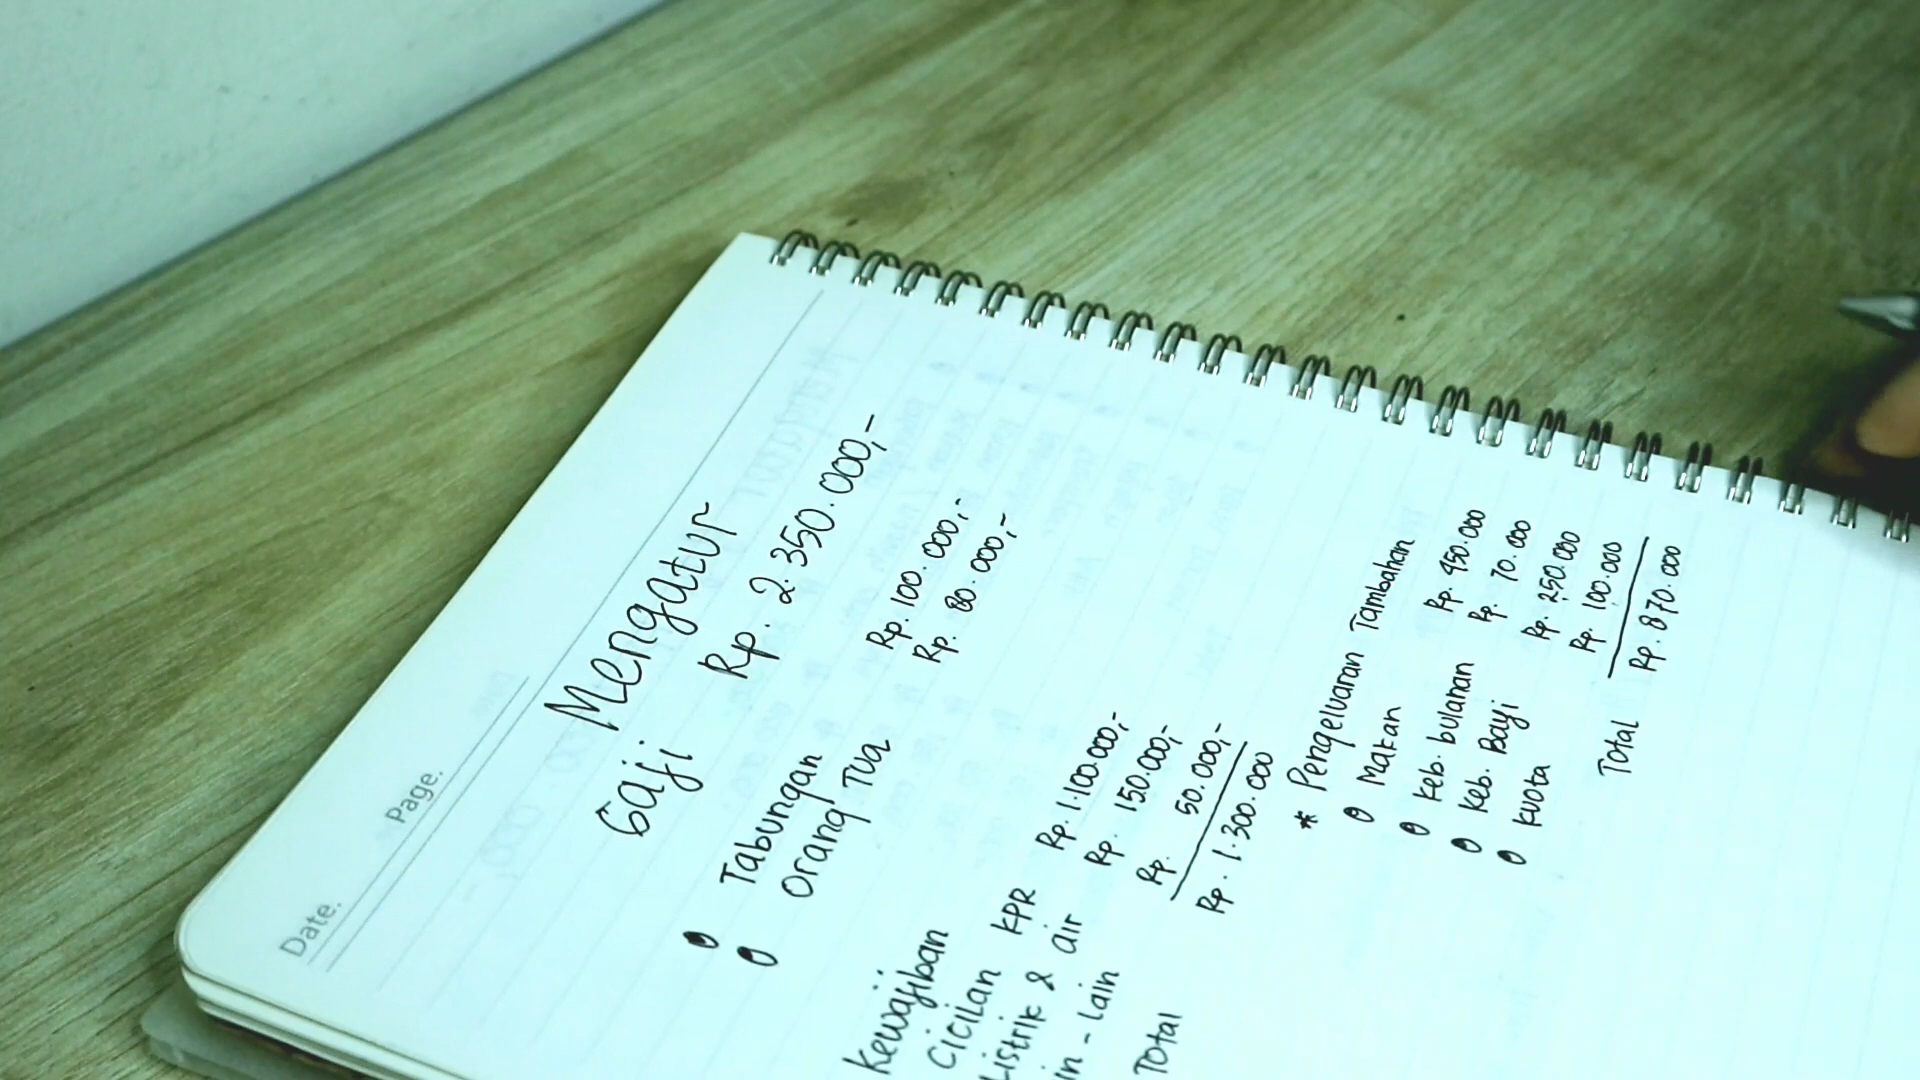 Date.
Page.
Mengatur
Gaji Rp. 2.350.000,-
Tabungan Rp. 100.000,-
Orang Tua Rp. 80.000,-
Kewajiban
Cicilan KPR Rp. 1.100.000,-
Listrik & air Rp. 150.000,-
in - Lain Rp. 50.000,-
Total Rp. 1.300.000
* Pengeluaran Tambahan
Makan Rp. 450.000
keb. bulanan Rp. 70.000
keb. Bayi Rp. 250.000
kuota Rp. 100.000
Total Rp. 870.000